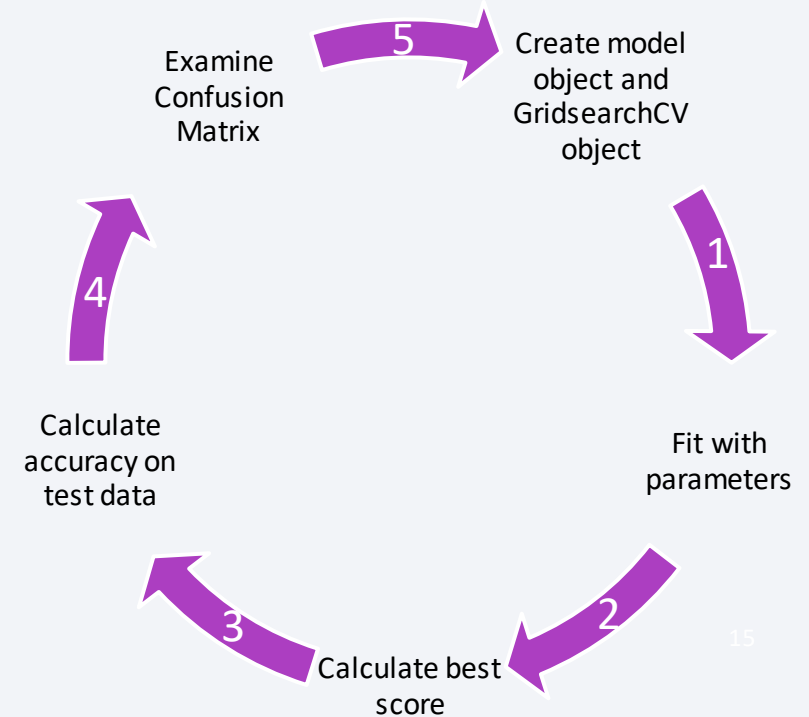 5
Create model
object and
GridsearchCV
object
1
Fit with
parameters
2
Calculate best
score
3
Calculate
accuracy on
test data
4
Examine
Confusion
Matrix
15